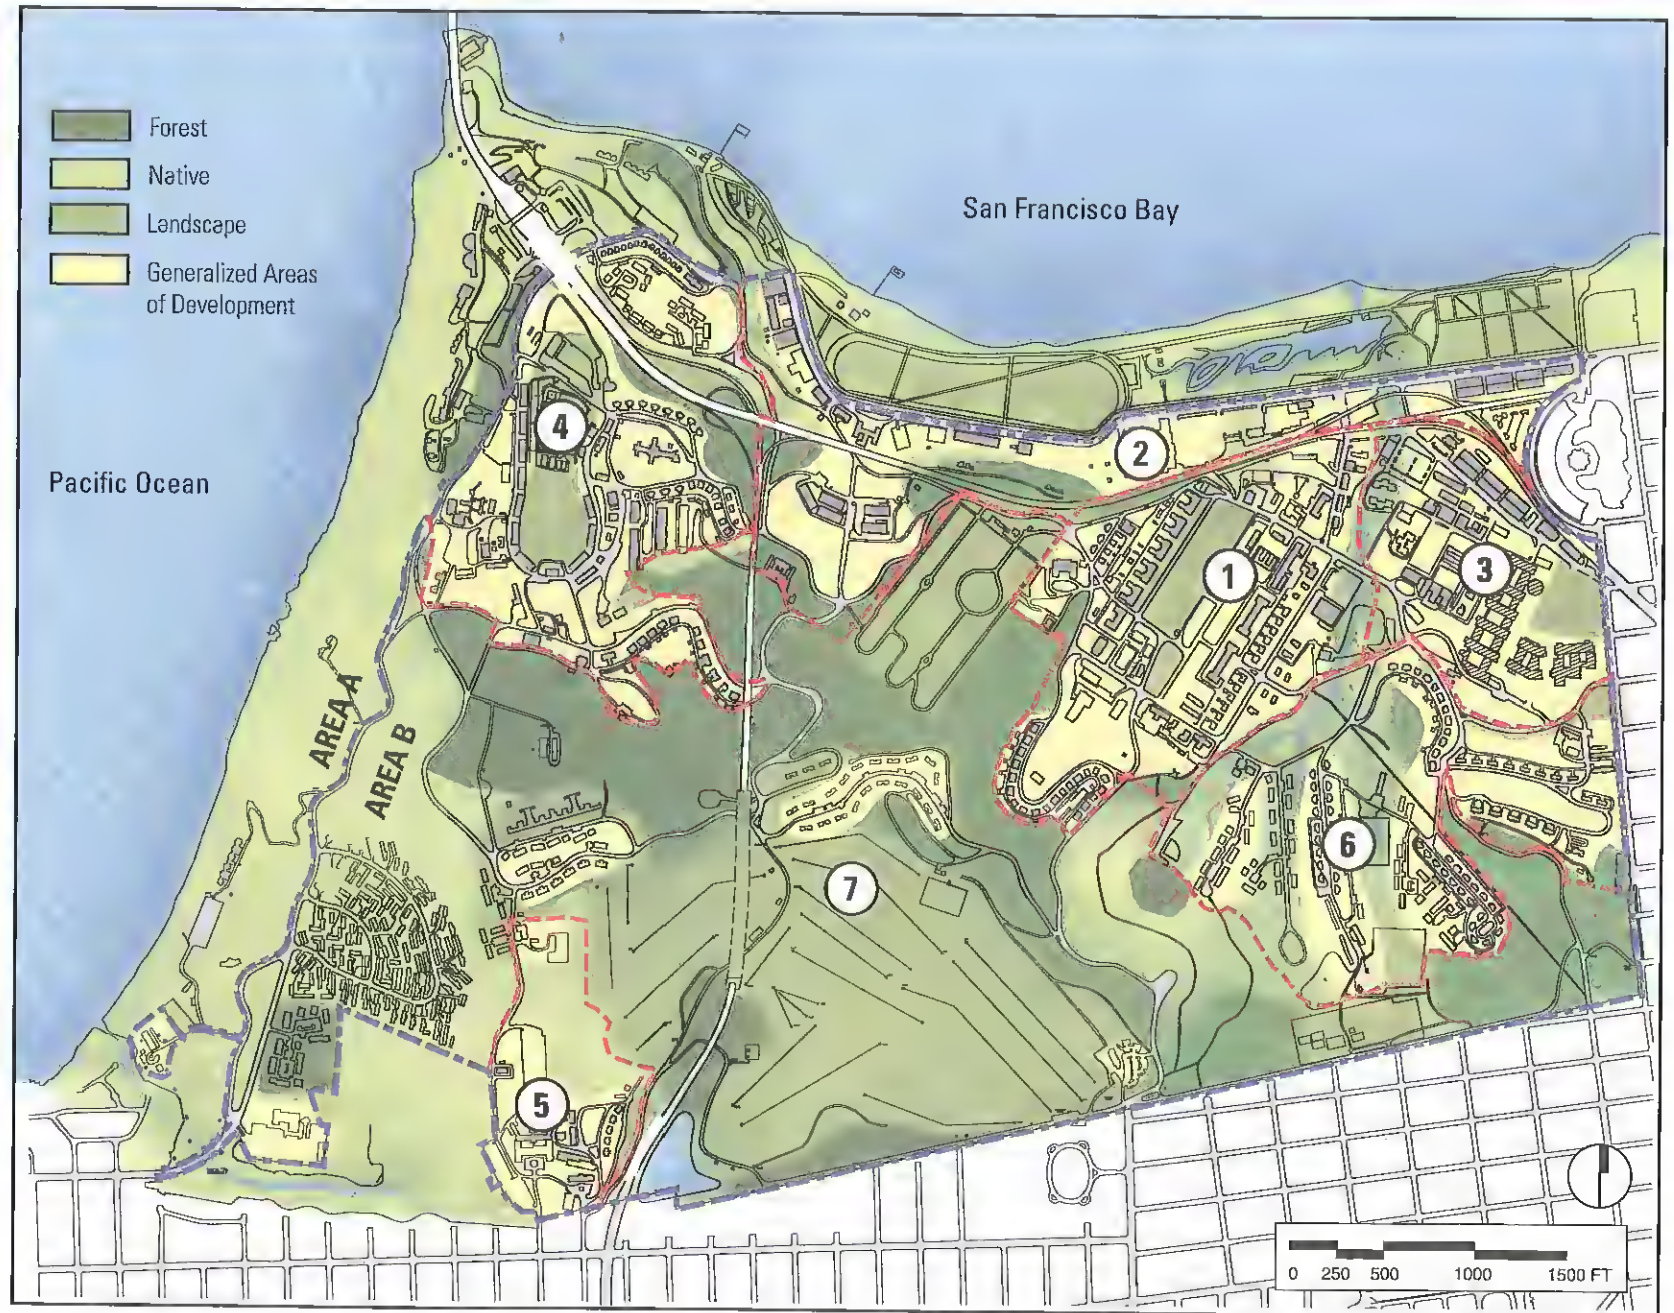 Forest
Native
Landscape
Generalized Areas
of Development
San Francisco Bay
Pacific Ocean
4
2
1
3
AREA A
AREA B
6
7
5
0 250 500 1000 1500 FT